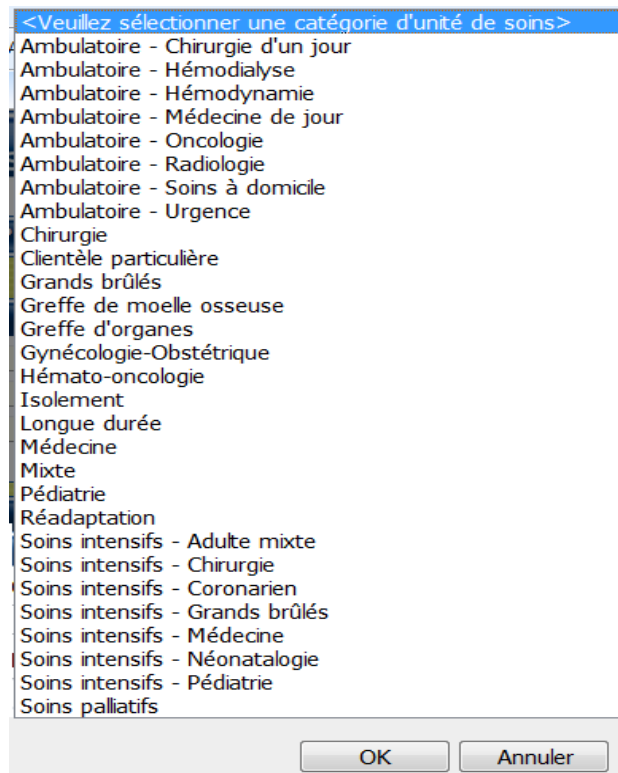 <Veuillez sélectionner une catégorie d'unité de soins>
Ambulatoire - Chirurgie d'un jour
Ambulatoire - Hémodialyse
Ambulatoire - Hémodynamie
Ambulatoire - Médecine de jour
Ambulatoire - Oncologie
Ambulatoire - Radiologie
Ambulatoire - Soins à domicile
Ambulatoire - Urgence
Chirurgie
Clientèle particulière
Grands brûlés
Greffe de moelle osseuse
Greffe d'organes
Gynécologie-Obstétrique
Hémato-oncologie
Isolement
Longue durée
Médecine
Mixte
Pédiatrie
Réadaptation
Soins intensifs - Adulte mixte
Soins intensifs - Chirurgie
Soins intensifs - Coronarien
Soins intensifs - Grands brûlés
Soins intensifs - Médecine
Soins intensifs - Néonatalogie
Soins intensifs - Pédiatrie
Soins palliatifs
OK Annuler